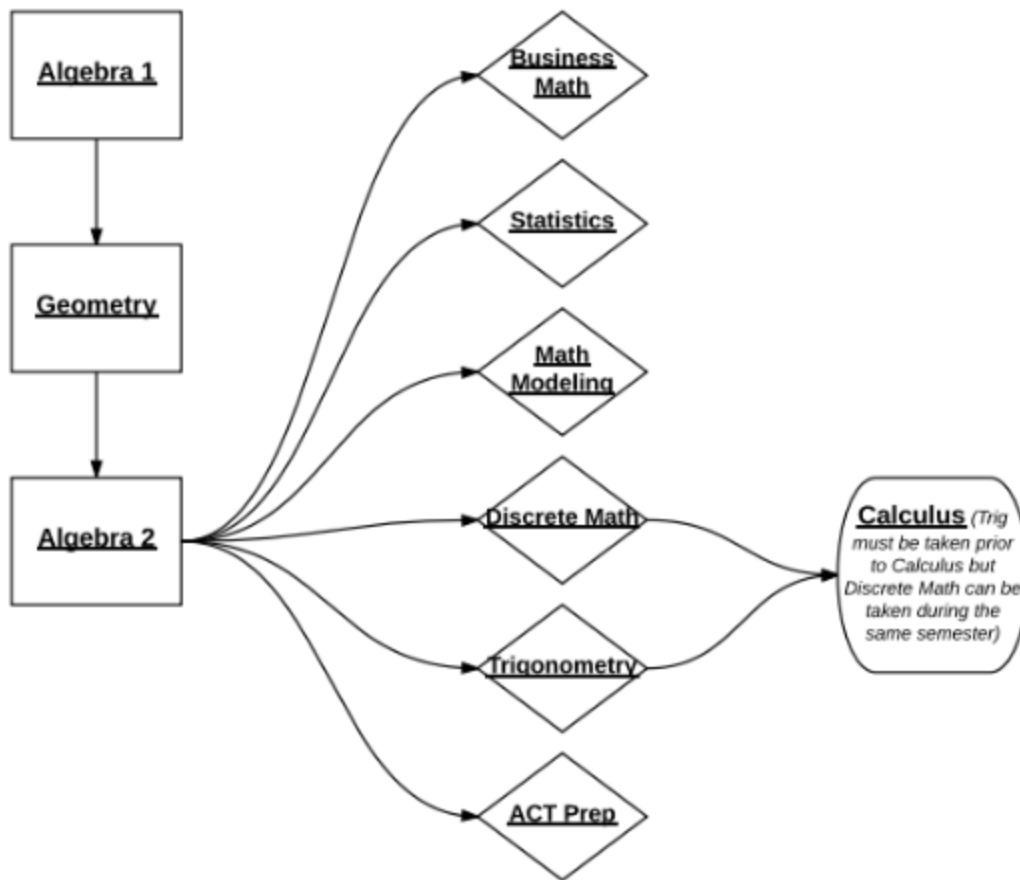 Algebra 1
Geometry
Algebra 2
Business
Math
Statistics
Math
Modeling
Discrete Math
Trigonometry
ACT Prep
Calculus (Trig
must be taken prior
to Calculus but
Discrete Math can be
taken during the
same semester)